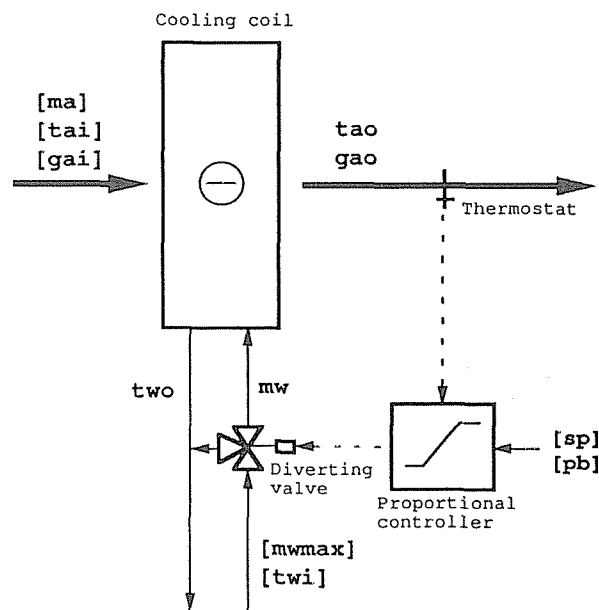 Cooling coil
[ma]
[tai]
[gai]
tao
gao
Thermostat
two
mw
[sp]
[pb]
Diverting
valve
Proportional
controller
[mwmax]
[twi]